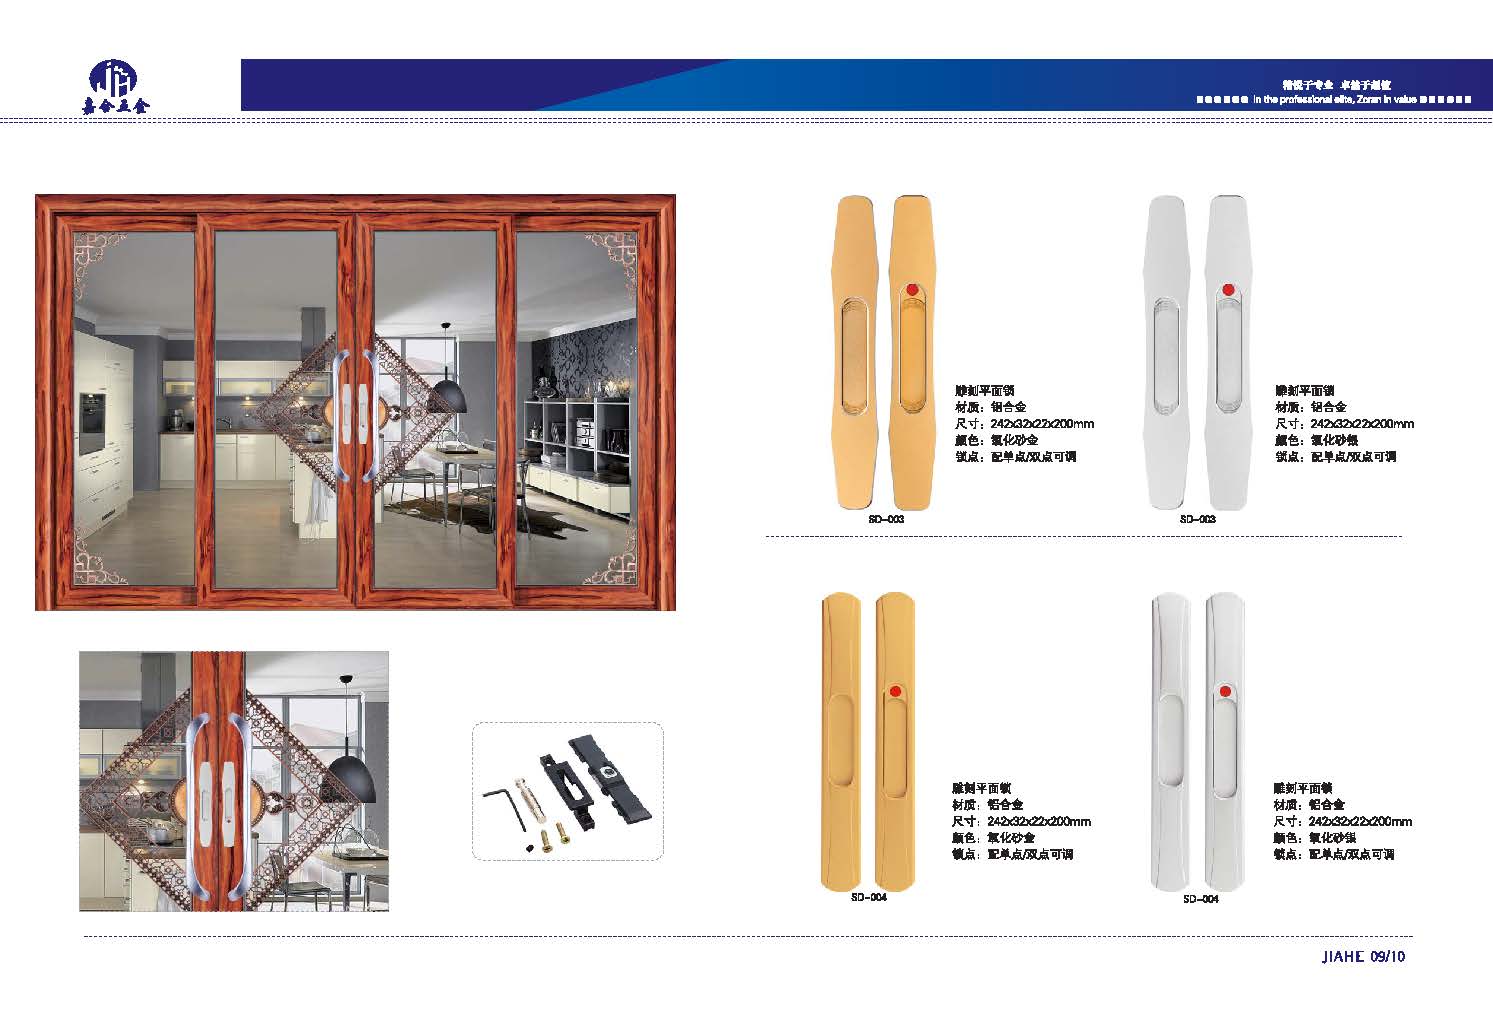 嘉合五金
精悦于专业 卓越于超值
In the professional elite, Zoran in value
雕刻平面锁
材质：铝合金
尺寸：242x32x22x200mm
颜色：氧化砂金
锁点：配单点/双点可调
SD-003
雕刻平面锁
材质：铝合金
尺寸：242x32x22x200mm
颜色：氧化砂银
锁点：配单点/双点可调
SD-003
雕刻平面锁
材质：铝合金
尺寸：242x32x22x200mm
颜色：氧化砂金
锁点：配单点/双点可调
SD-004
雕刻平面锁
材质：铝合金
尺寸：242x32x22x200mm
颜色：氧化砂银
锁点：配单点/双点可调
SD-004
JIAHE 09/10